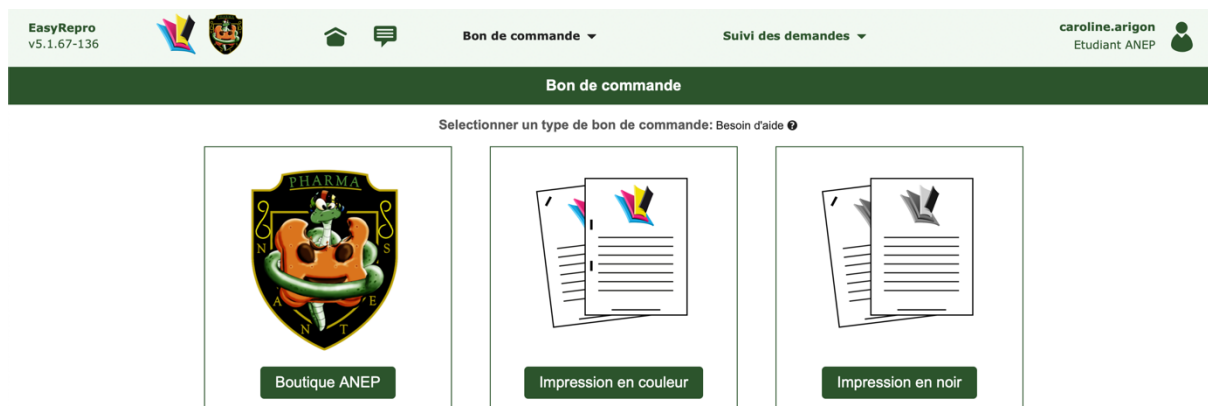 EasyRepro
v5.1.67-136
Bon de commande
Suivi des demandes
caroline.arigon
Etudiant ANEP
Bon de commande
Selectionner un type de bon de commande: Besoin d'aide
PHARMA
N S
A E
N T
Boutique ANEP
Impression en couleur
Impression en noir